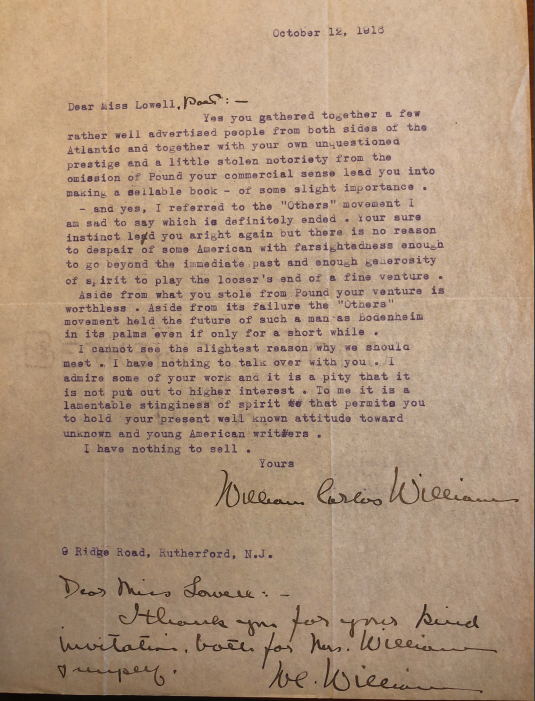 October 12, 1916
Dear Miss Lowell, Poet:-
Yes you gathered together a few
rather well advertised people from both sides of the
Atlantic and together with your own unquestioned
prestige and a little stolen notoriety from the
omission of Pound your commercial sense lead you into
making a sellable book - of some slight importance .
- and yes, I referred to the "Others" movement I
am sad to say which is definitely ended . Your sure
instinct lead you aright again but there is no reason
to despair of some American with farsightedness enough
to go beyond the immediate past and enough generosity
of spirit to play the looser's end of a fine venture .
Aside from what you stole from Pound your venture is
worthless . Aside from its failure the "Others"
movement held the future of such a man as Bodenheim
in its palms even if only for a short while .
I cannot see the slightest reason why we should
meet . I have nothing to talk over with you . I
admire some of your work and it is a pity that it
is not put out to higher interest . To me it is a
lamentable stinginess of spirit that permits you
to hold your present well known attitude toward
unknown and young American writers .
I have nothing to sell .
Yours
William Carlos Williams
9 Ridge Road, Rutherford, N.J.
Dear Miss Lowell:-
I thank you for your kind
invitation, both for Mrs. Williams
& myself.
W.C. Williams